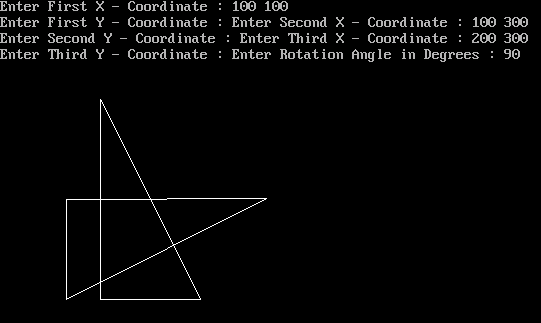 Enter First X - Coordinate : 100 100
Enter First Y - Coordinate : Enter Second X - Coordinate : 100 300
Enter Second Y - Coordinate : Enter Third X - Coordinate : 200 300
Enter Third Y - Coordinate : Enter Rotation Angle in Degrees : 90